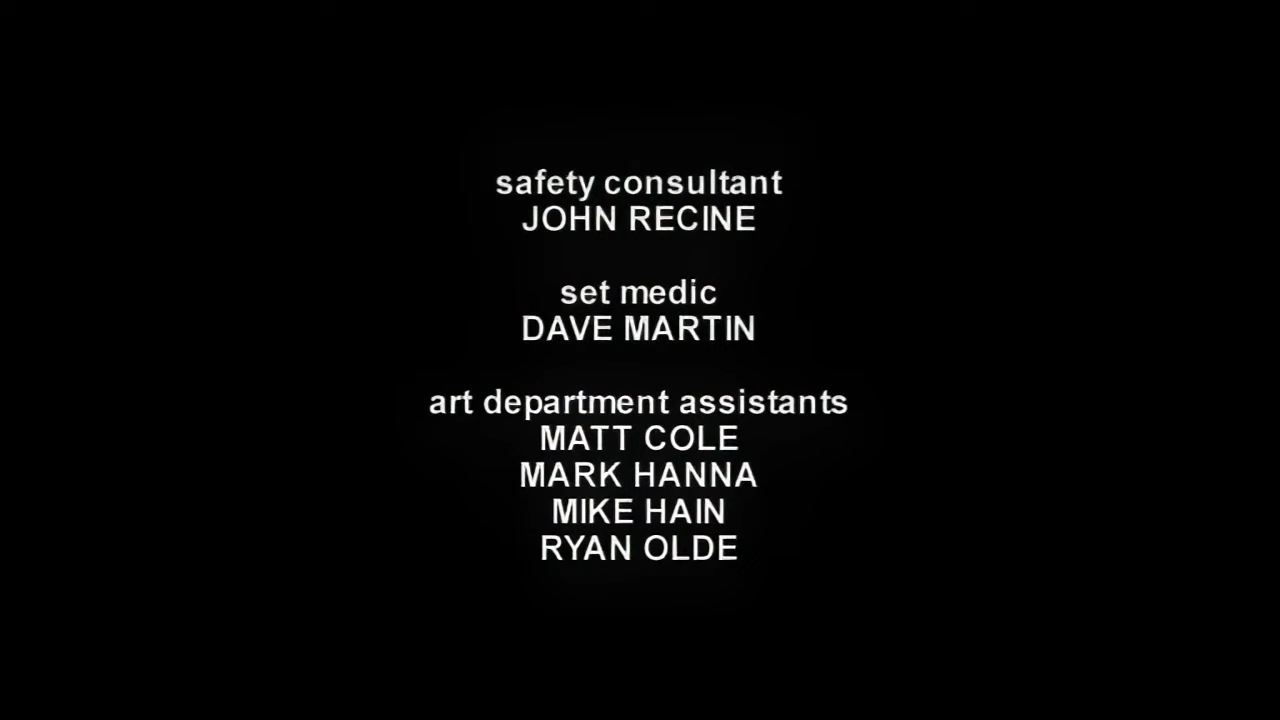 safety consultant
JOHN RECINE
set medic
DAVE MARTIN
art department assistants
MATT COLE
MARK HANNA
MIKE HAIN
RYAN OLDE